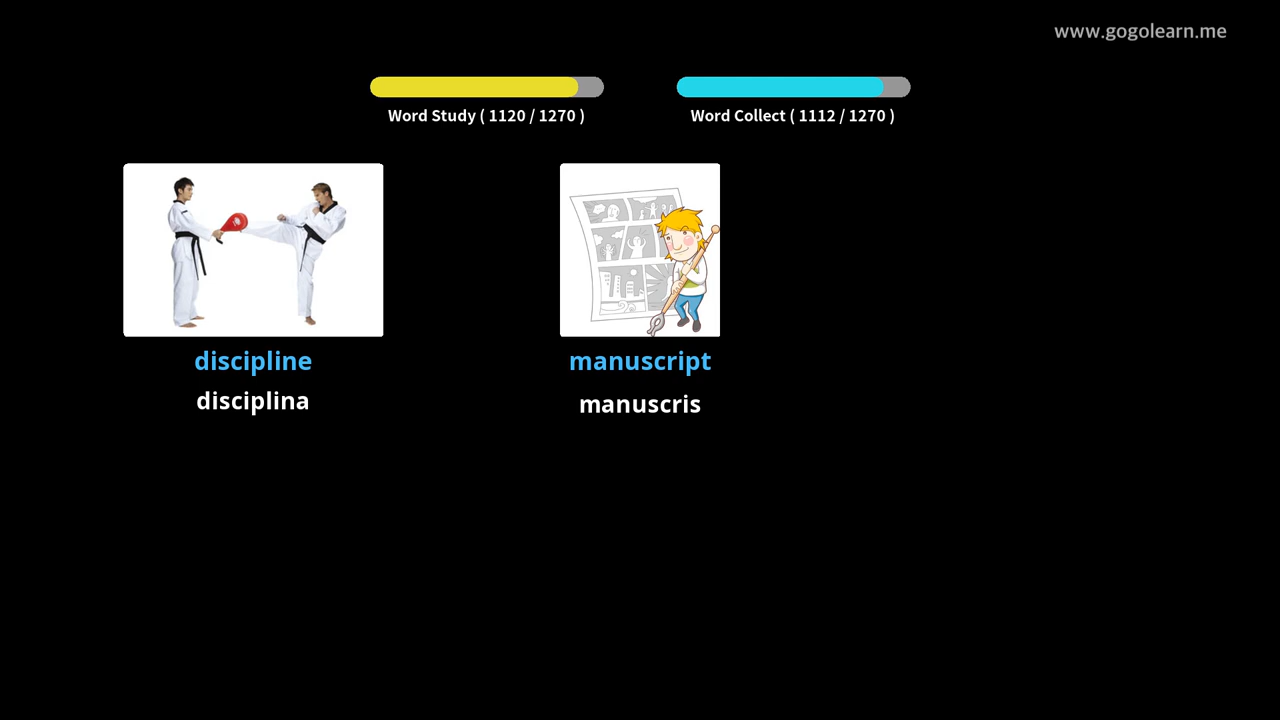 www.gogolearn.me
Word Study ( 1120 / 1270 )
Word Collect ( 1112 / 1270 )
discipline
disciplina
manuscript
manuscris